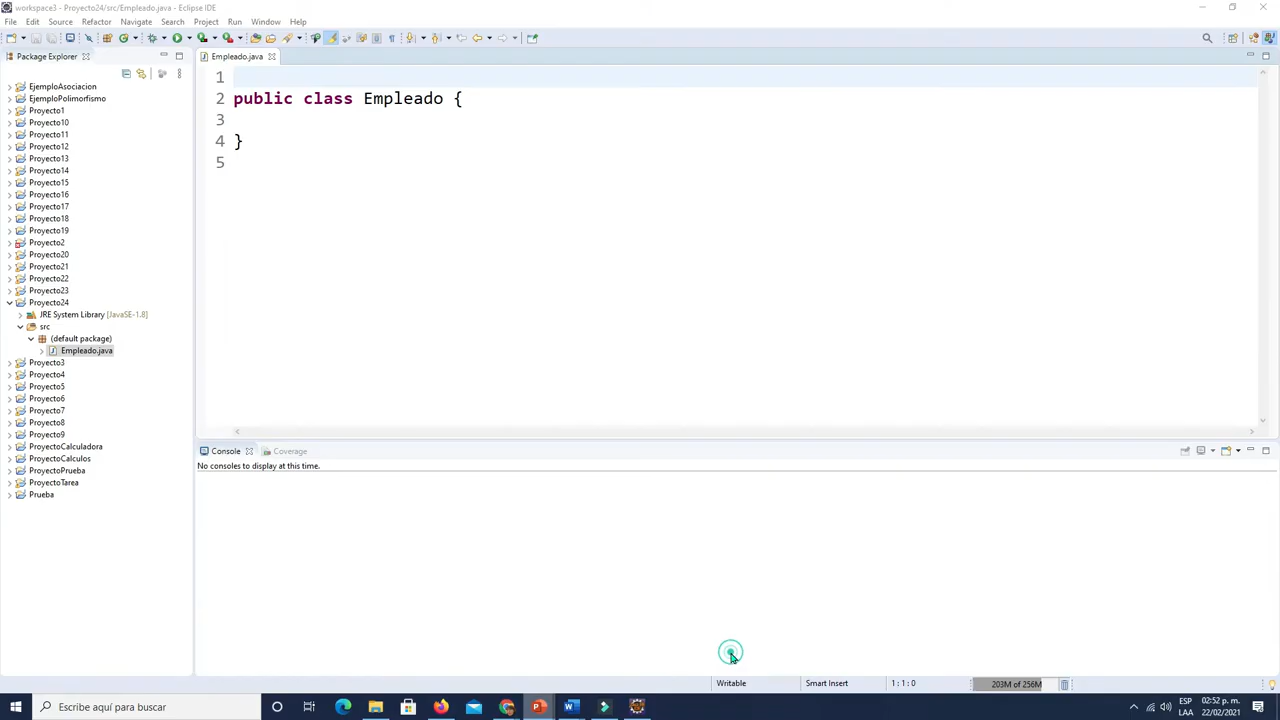 workspace3 - Proyecto24/src/Empleado.java - Eclipse IDE
File Edit Source Refactor Navigate Search Project Run Window Help
Package Explorer
Empleado.java
EjemploAsociacion
EjemploPolimorfismo
Proyecto1
Proyecto10
Proyecto11
Proyecto12
Proyecto13
Proyecto14
Proyecto15
Proyecto16
Proyecto17
Proyecto18
Proyecto19
Proyecto2
Proyecto20
Proyecto21
Proyecto22
Proyecto23
Proyecto24
JRE System Library [JavaSE-1.8]
src
(default package)
Empleado.java
Proyecto3
Proyecto4
Proyecto5
Proyecto6
Proyecto7
Proyecto8
Proyecto9
ProyectoCalculadora
ProyectoCalculos
ProyectoPrueba
ProyectoTarea
Prueba
1
2 public class Empleado {
3
4 }
5
Console Coverage
No consoles to display at this time.
Writable Smart Insert 1 : 1 : 0 203M of 256M
Escribe aquí para buscar
ESP 02:52 p. m.
LAA 22/02/2021